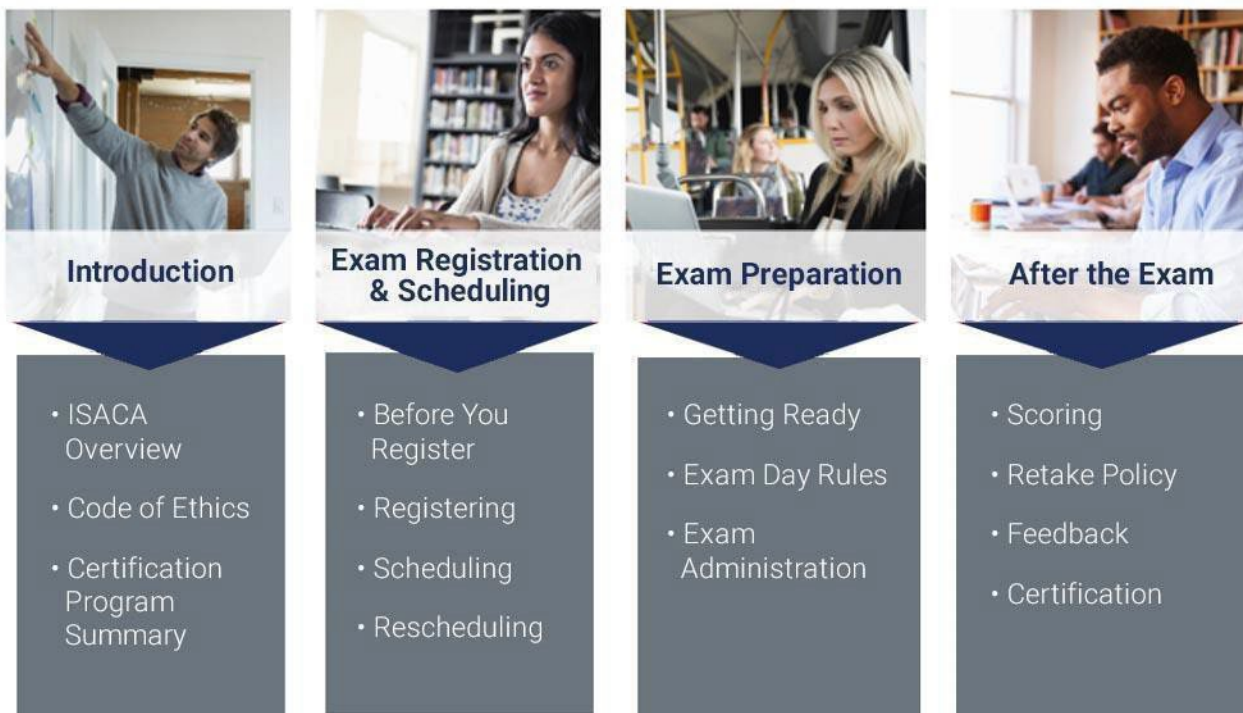 Introduction
• ISACA
Overview
• Code of Ethics
• Certification
Program
Summary
Exam Registration
& Scheduling
• Before You
Register
• Registering
• Scheduling
• Rescheduling
Exam Preparation
• Getting Ready
• Exam Day Rules
• Exam
Administration
After the Exam
• Scoring
• Retake Policy
• Feedback
• Certification